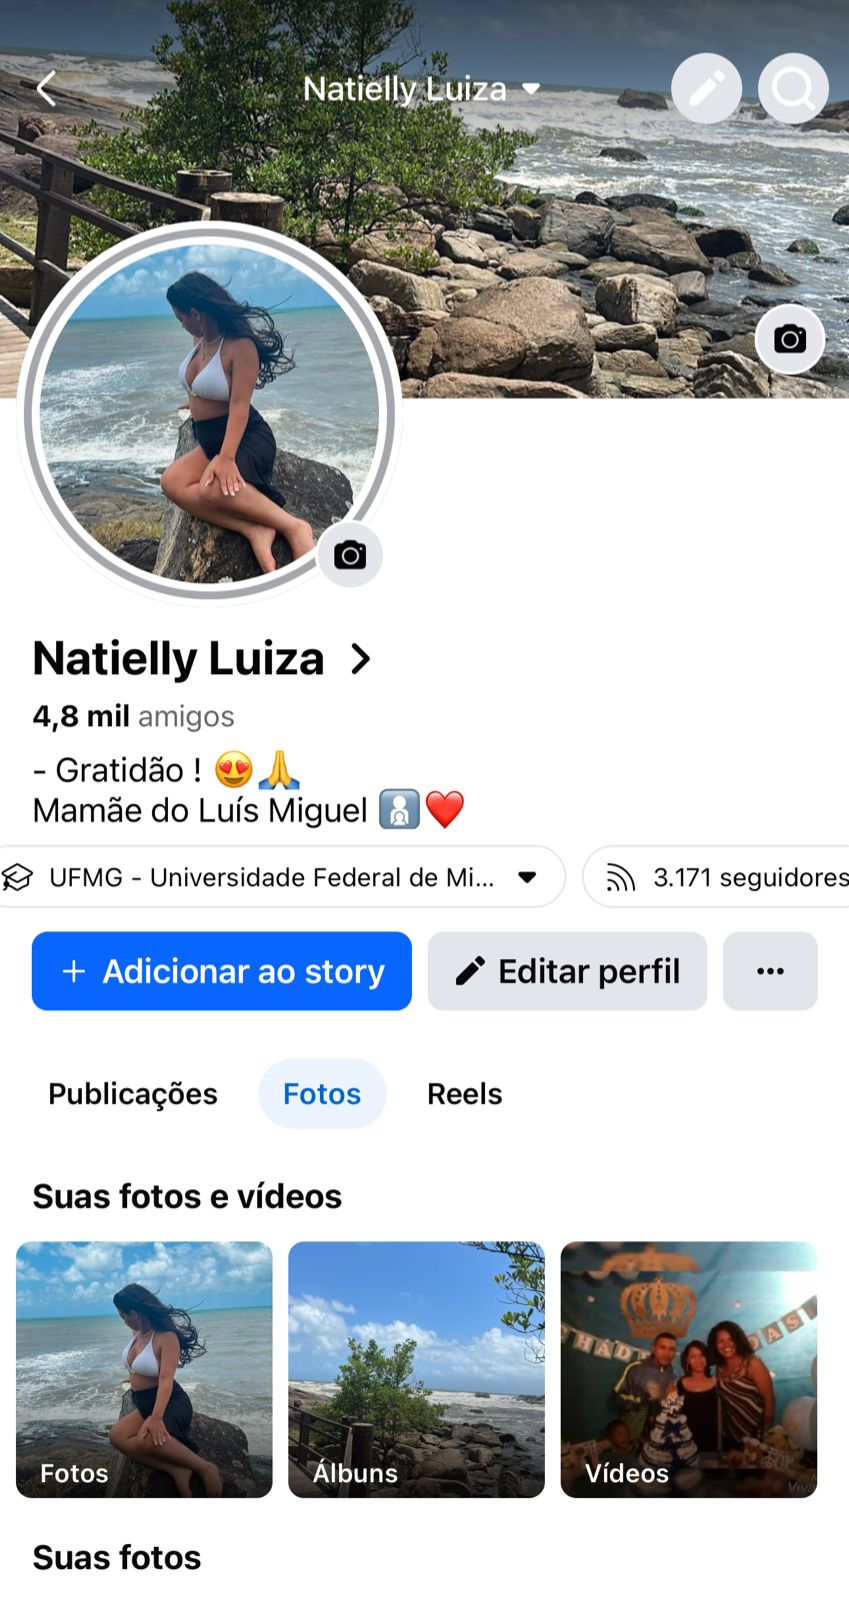 Natielly Luiza
Natielly Luiza
4,8 mil amigos
- Gratidão ! 😍🙏
Mamãe do Luís Miguel 🚼❤️
UFMG - Universidade Federal de Mi...
3.171 seguidores
+ Adicionar ao story
Editar perfil
Publicações
Fotos
Reels
Suas fotos e vídeos
Fotos
Álbuns
Vídeos
Suas fotos